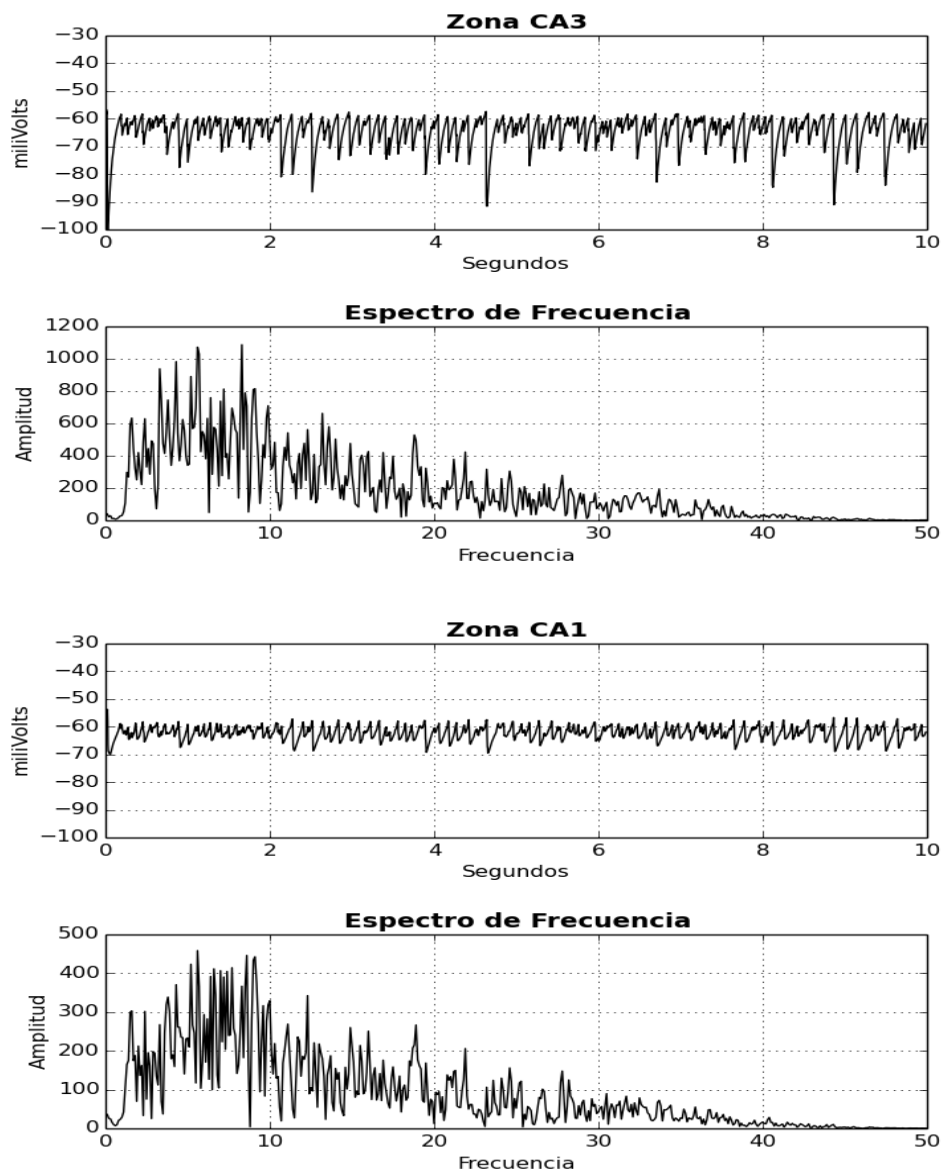 Zona CA3
−30
−40
−50
−60
−70
−80
−90
−100
miliVolts
0 2 4 6 8 10
Segundos
Espectro de Frecuencia
1200
1000
800
600
400
200
0
Amplitud
0 10 20 30 40 50
Frecuencia
Zona CA1
−30
−40
−50
−60
−70
−80
−90
−100
miliVolts
0 2 4 6 8 10
Segundos
Espectro de Frecuencia
500
400
300
200
100
0
Amplitud
0 10 20 30 40 50
Frecuencia